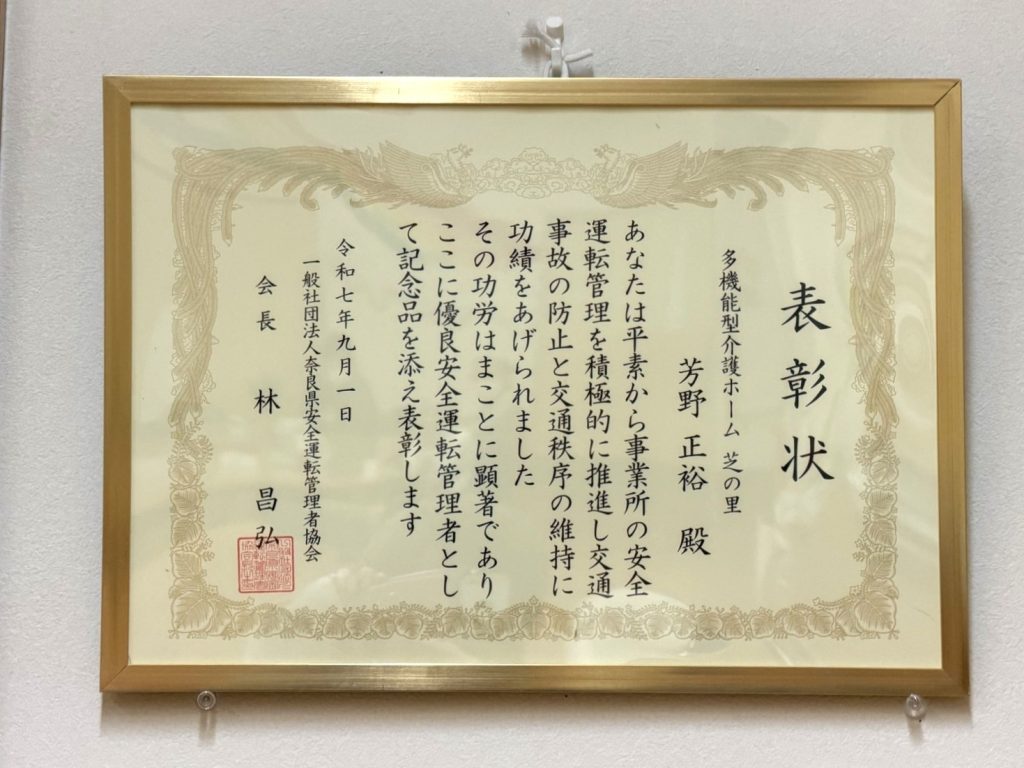 表彰状
多機能型介護ホーム 芝の里
芳野 正裕 殿
あなたは平素から事業所の安全
運転管理を積極的に推進し交通
事故の防止と交通秩序の維持に
功績をあげられました
その功労はまことに顕著であり
ここに優良安全運転管理者とし
て記念品を添え表彰します
令和七年九月一日
一般社団法人奈良県安全運転管理者協会
会長 林 昌弘